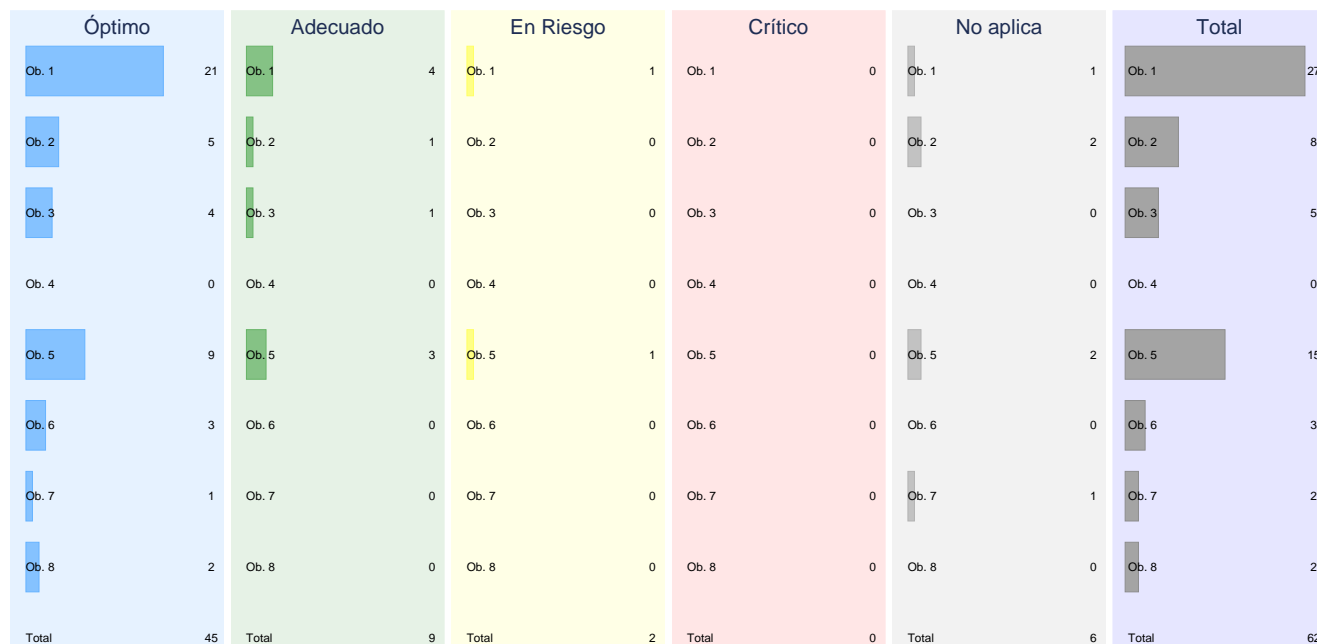 Óptimo Adecuado En Riesgo Crítico No aplica Total
Ob. 1 21 Ob. 1 4 Ob. 1 1 Ob. 1 0 Ob. 1 1 Ob. 1 27
Ob. 2 5 Ob. 2 1 Ob. 2 0 Ob. 2 0 Ob. 2 2 Ob. 2 8
Ob. 3 4 Ob. 3 1 Ob. 3 0 Ob. 3 0 Ob. 3 0 Ob. 3 5
Ob. 4 0 Ob. 4 0 Ob. 4 0 Ob. 4 0 Ob. 4 0 Ob. 4 0
Ob. 5 9 Ob. 5 3 Ob. 5 1 Ob. 5 0 Ob. 5 2 Ob. 5 15
Ob. 6 3 Ob. 6 0 Ob. 6 0 Ob. 6 0 Ob. 6 0 Ob. 6 3
Ob. 7 1 Ob. 7 0 Ob. 7 0 Ob. 7 0 Ob. 7 1 Ob. 7 2
Ob. 8 2 Ob. 8 0 Ob. 8 0 Ob. 8 0 Ob. 8 0 Ob. 8 2
Total 45 Total 9 Total 2 Total 0 Total 6 Total 62